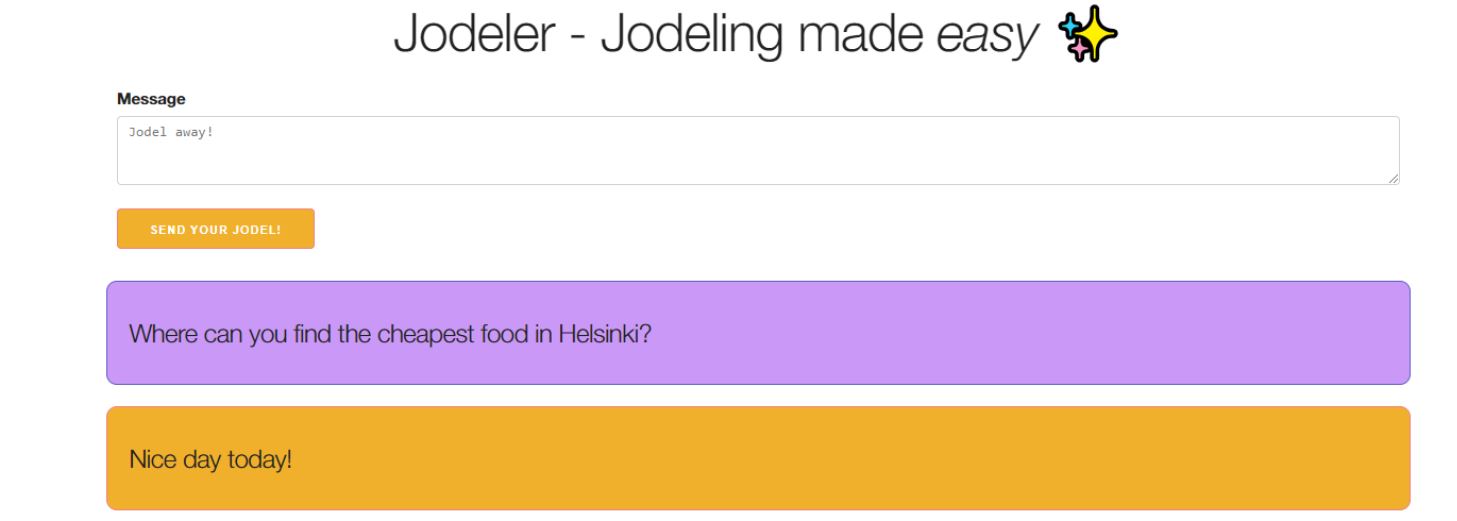 Jodeler - Jodeling made easy
Message
Jodel away!
SEND YOUR JODEL!
Where can you find the cheapest food in Helsinki?
Nice day today!